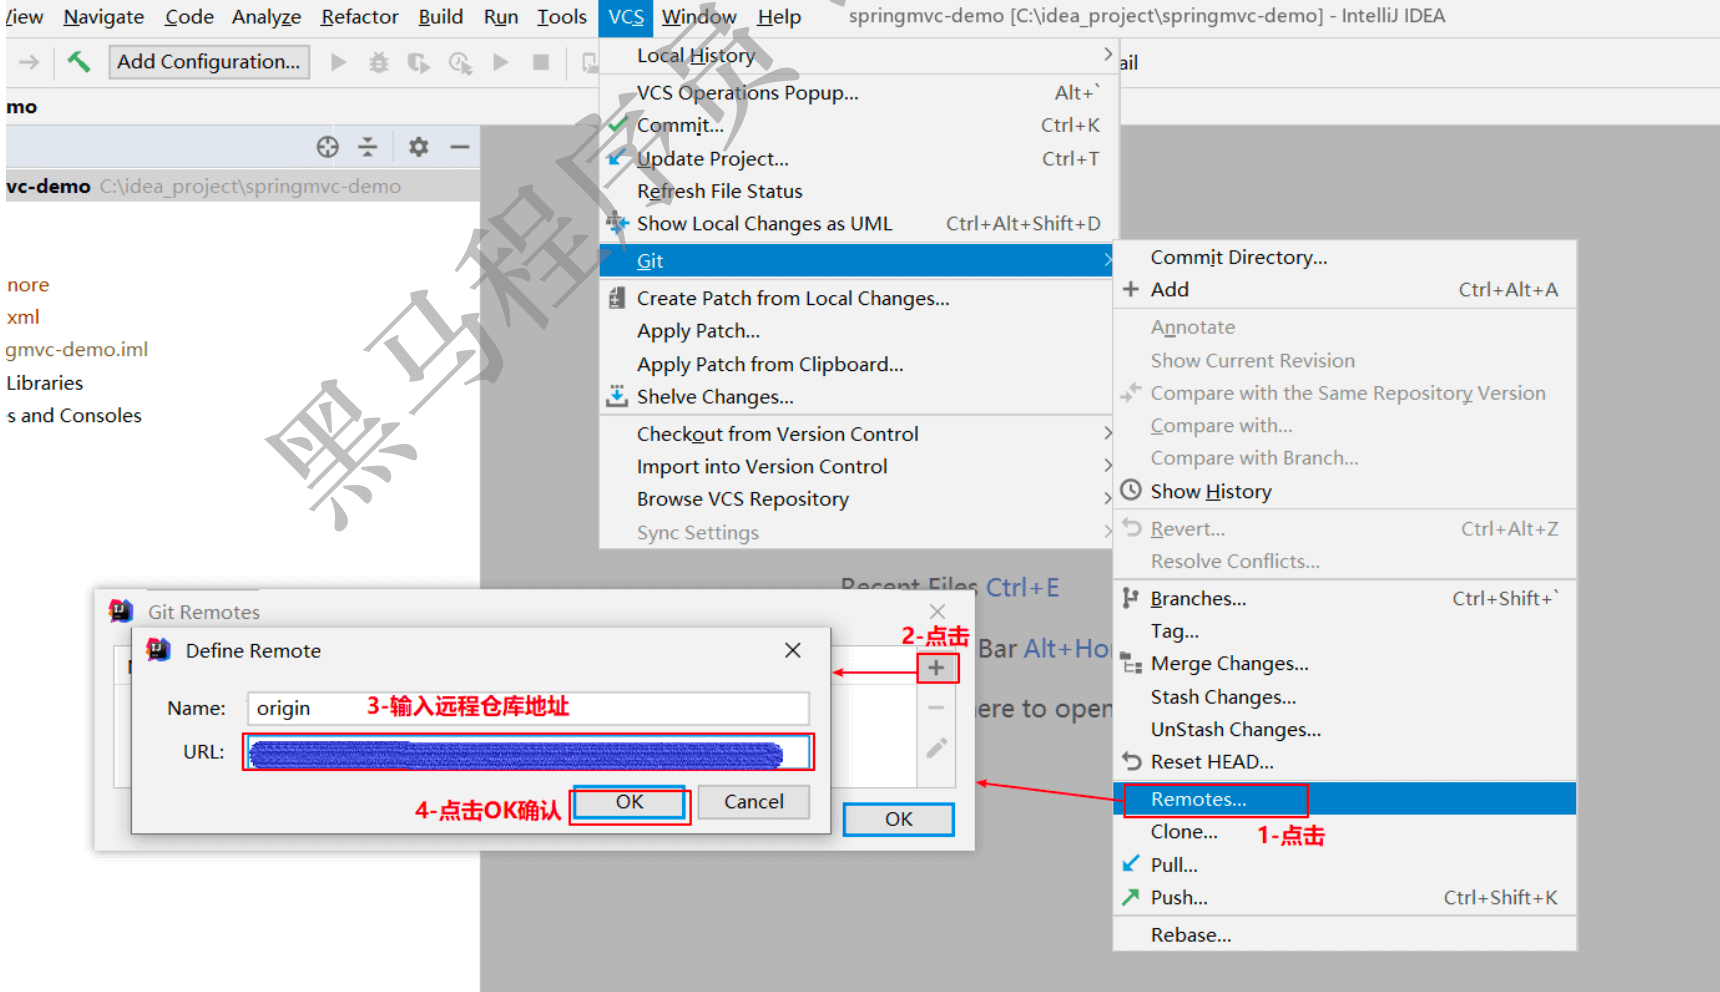 View Navigate Code Analyze Refactor Build Run Tools VCS Window Help springmvc-demo [C:\idea_project\springmvc-demo] - IntelliJ IDEA
Add Configuration...
ail
mo
vc-demo C:\idea_project\springmvc-demo
nore
xml
gmvc-demo.iml
Libraries
s and Consoles
Local History
VCS Operations Popup... Alt+`
Commit... Ctrl+K
Update Project... Ctrl+T
Refresh File Status
Show Local Changes as UML Ctrl+Alt+Shift+D
Git
Create Patch from Local Changes...
Apply Patch...
Apply Patch from Clipboard...
Shelve Changes...
Checkout from Version Control
Import into Version Control
Browse VCS Repository
Sync Settings
Commit Directory...
Add Ctrl+Alt+A
Annotate
Show Current Revision
Compare with the Same Repository Version
Compare with...
Compare with Branch...
Show History
Revert... Ctrl+Alt+Z
Resolve Conflicts...
Branches... Ctrl+Shift+`
Tag...
Merge Changes...
Stash Changes...
UnStash Changes...
Reset HEAD...
Remotes...
1-点击
Clone...
Pull...
Push... Ctrl+Shift+K
Rebase...
Recent Files Ctrl+E
Bar Alt+Ho
here to open
Git Remotes
2-点击
Define Remote
Name: origin
3-输入远程仓库地址
URL:
4-点击OK确认
OK Cancel
OK
黑马程序员